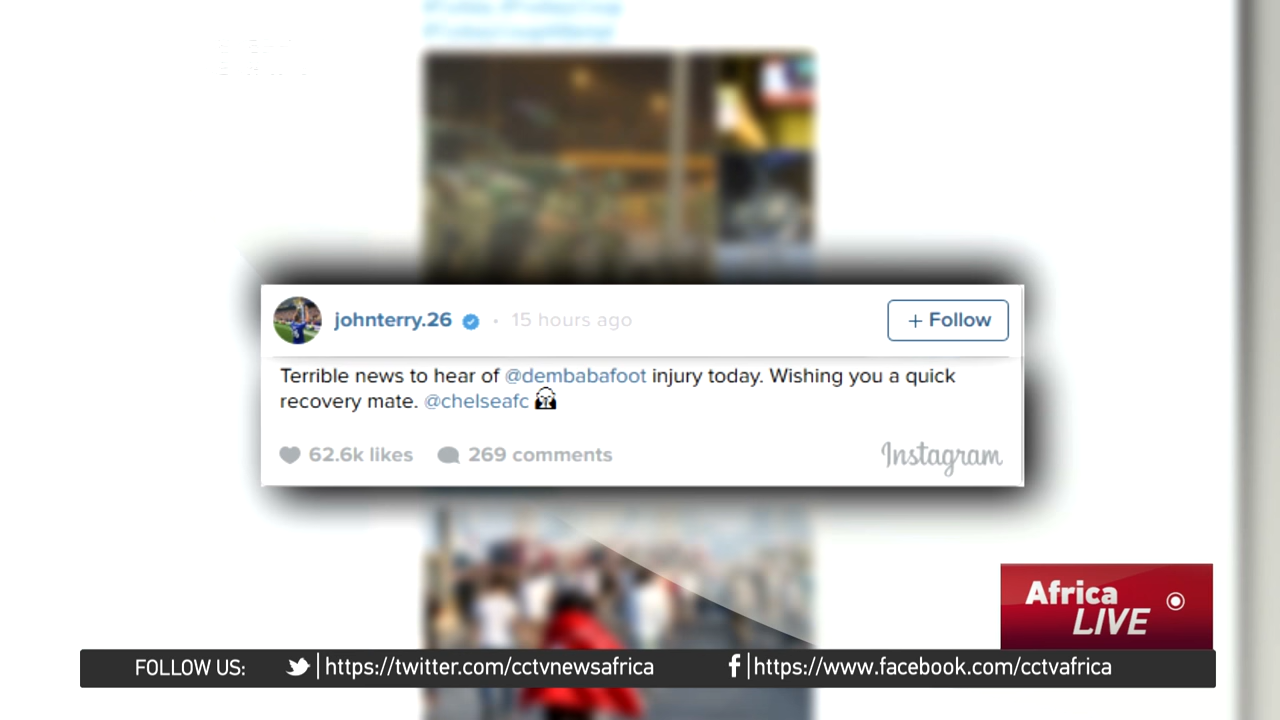 johnterry.26 • 15 hours ago
+ Follow
Terrible news to hear of @dembabafoot injury today. Wishing you a quick
recovery mate. @chelseafc
62.6k likes 269 comments
Instagram
Africa
LIVE
FOLLOW US: https://twitter.com/cctvnewsafrica f https://www.facebook.com/cctvafrica